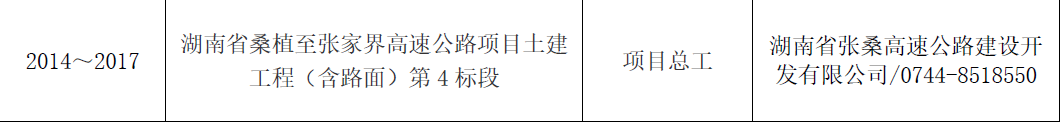 2014～2017
湖南省桑植至张家界高速公路项目土建
工程（含路面）第 4 标段
项目总工
湖南省张桑高速公路建设开
发有限公司/0744-8518550